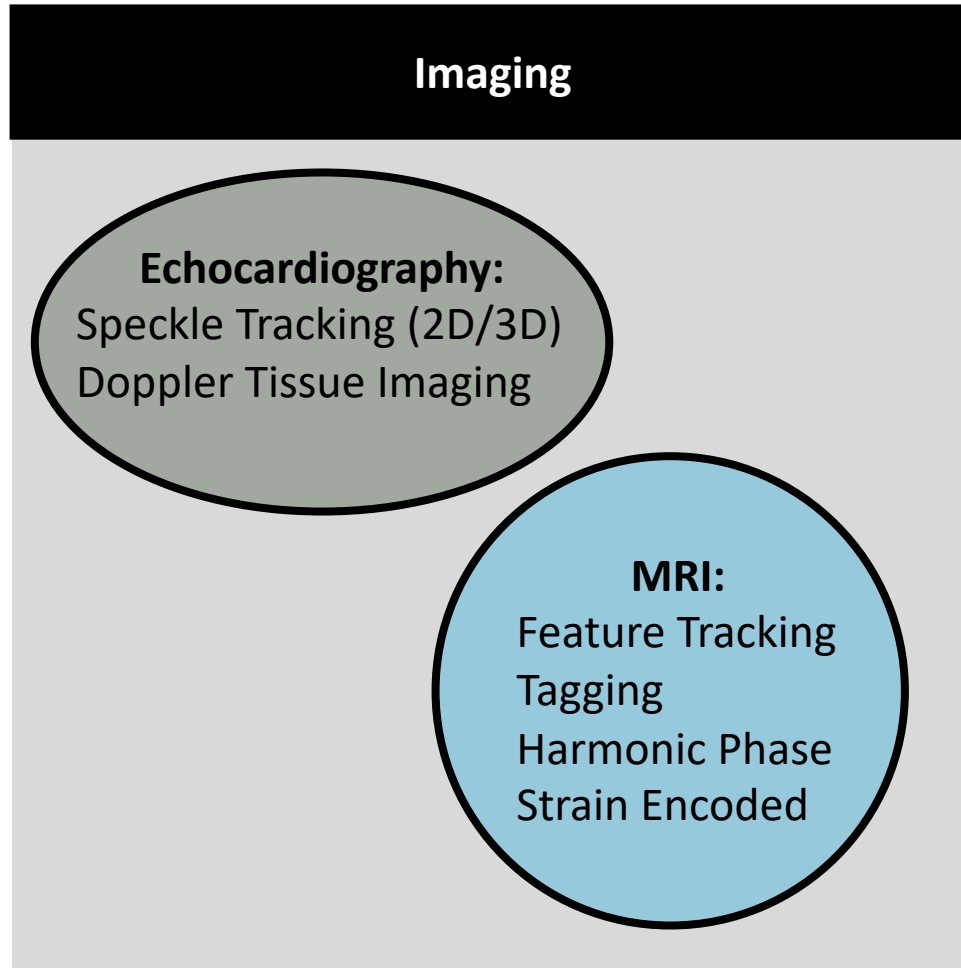 Imaging
Echocardiography:
Speckle Tracking (2D/3D)
Doppler Tissue Imaging
MRI:
Feature Tracking
Tagging
Harmonic Phase
Strain Encoded